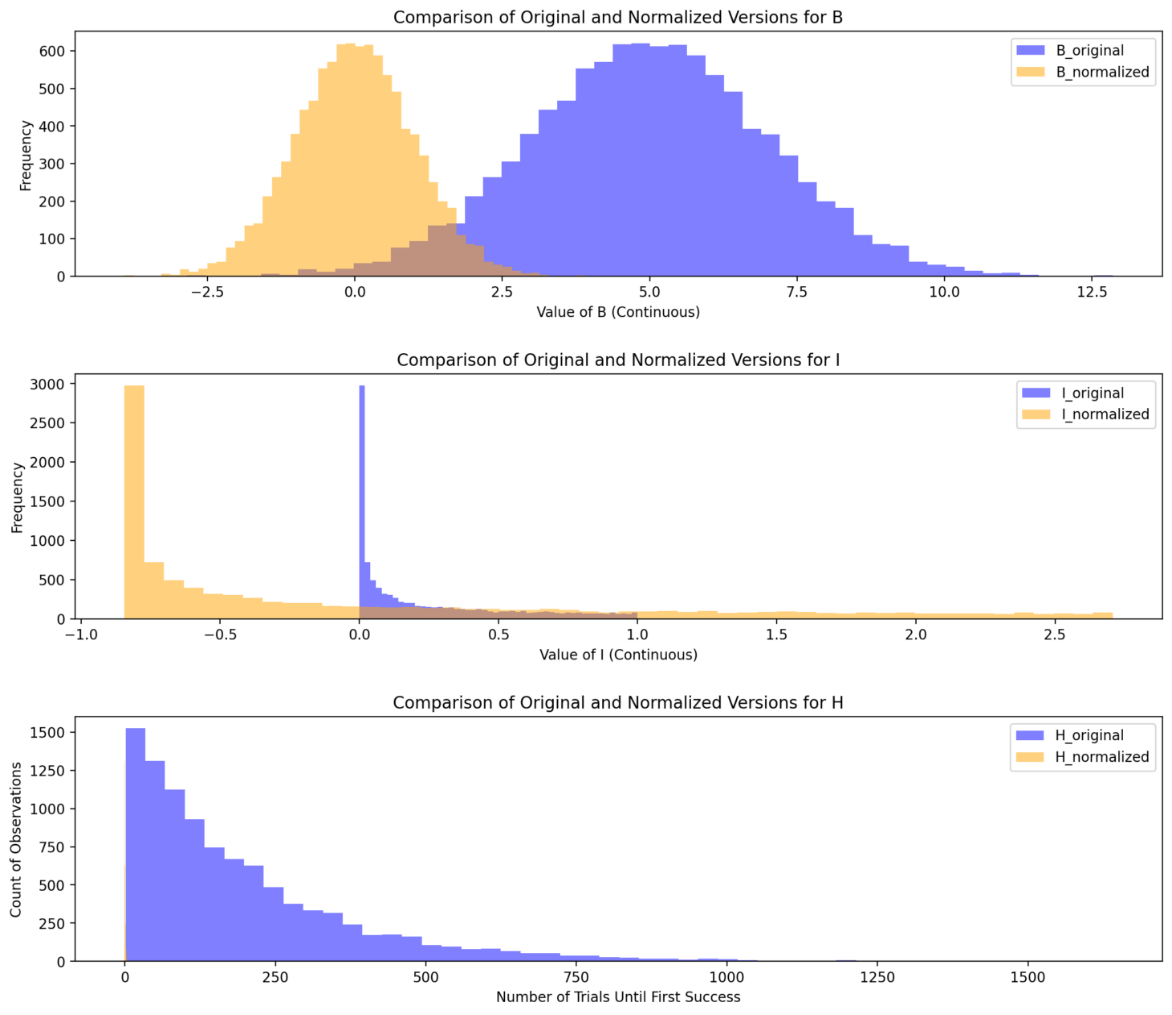 Comparison of Original and Normalized Versions for B
B_original
B_normalized
Frequency
600
500
400
300
200
100
0
−2.5 0.0 2.5 5.0 7.5 10.0 12.5
Value of B (Continuous)
Comparison of Original and Normalized Versions for I
I_original
I_normalized
Frequency
3000
2500
2000
1500
1000
500
0
−1.0 −0.5 0.0 0.5 1.0 1.5 2.0 2.5
Value of I (Continuous)
Comparison of Original and Normalized Versions for H
H_original
H_normalized
Count of Observations
1500
1250
1000
750
500
250
0
0 250 500 750 1000 1250 1500
Number of Trials Until First Success